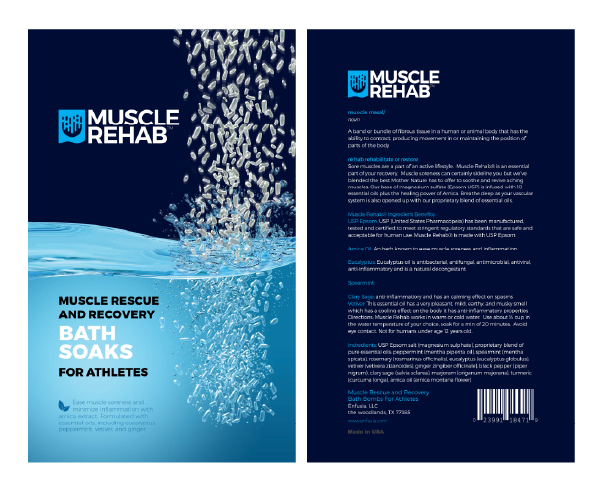 MUSCLE
REHAB™
MUSCLE RESCUE
AND RECOVERY
BATH
SOAKS
FOR ATHLETES
Ease muscle soreness and
minimize inflammation with
arnica extract. Formulated with
essential oils, including eucalyptus,
peppermint, vetiver, and ginger
MUSCLE
REHAB™
noun
A band or bundle of fibrous tissue in a human or animal body that has the
ability to contract, producing movement in or maintaining the position of
parts of the body
rehab rehabilitate or restore
Sore muscles are a part of an active lifestyle. Muscle Rehab® is an essential
part of your recovery. Muscle soreness can certainly sideline you but we've
blended the best Mother Nature has to offer to soothe and revive aching
muscles. Our base of magnesium sulfate (Epsom USP) is infused with 10
essential oils plus the healing power of Arnica. Breathe deep as your vascular
system is also opened up with our proprietary blend of essential oils.
Muscle Rehab® Ingredient Benefits
USP Epsom: USP (United States Pharmacopeia) has been manufactured,
tested and certified to meet stringent regulatory standards that are safe and
acceptable for human use. Muscle Rehab® is made with USP Epsom
Arnica Oil: An herb known to ease muscle soreness and inflammation
Eucalyptus: Eucalyptus oil is antibacterial, antifungal, antimicrobial, antiviral,
anti-inflammatory and is a natural decongestant
Spearmint
Clary Sage: anti-inflammatory and has an calming effect on spasms
Vetiver: This essential oil has a very pleasant, mild, earthy, and musky smell
which has a cooling effect on the body. It has anti-inflammatory properties
Directions: Muscle Rehab works in warm or cold water. Use about ½ cup in
the water temperature of your choice, soak for a min of 20 minutes. Avoid
eye contact. Not for humans under age 12 years old.
Ingredients: USP Epsom salt (magnesium sulphate), proprietary blend of
pure essential oils, peppermint (mentha piperita oil), spearmint (mentha
spicata), rosemary (rosmarinus officinalis), eucalyptus (eucalyptus globulus),
vetiver (vetivera zizanoides), ginger (zingiber officinale), black pepper (piper
nigrum), clary sage (salvia sclarea), marjoram (origanum majorana), turmeric
(curcuma longa), arnica oil (arnica montana flower)
Muscle Rescue and Recovery
Bath Bombs For Athletes
Enfusia, LLC
the woodlands, TX
www.enfusia.com
Made in USA
0 23991 18471 9